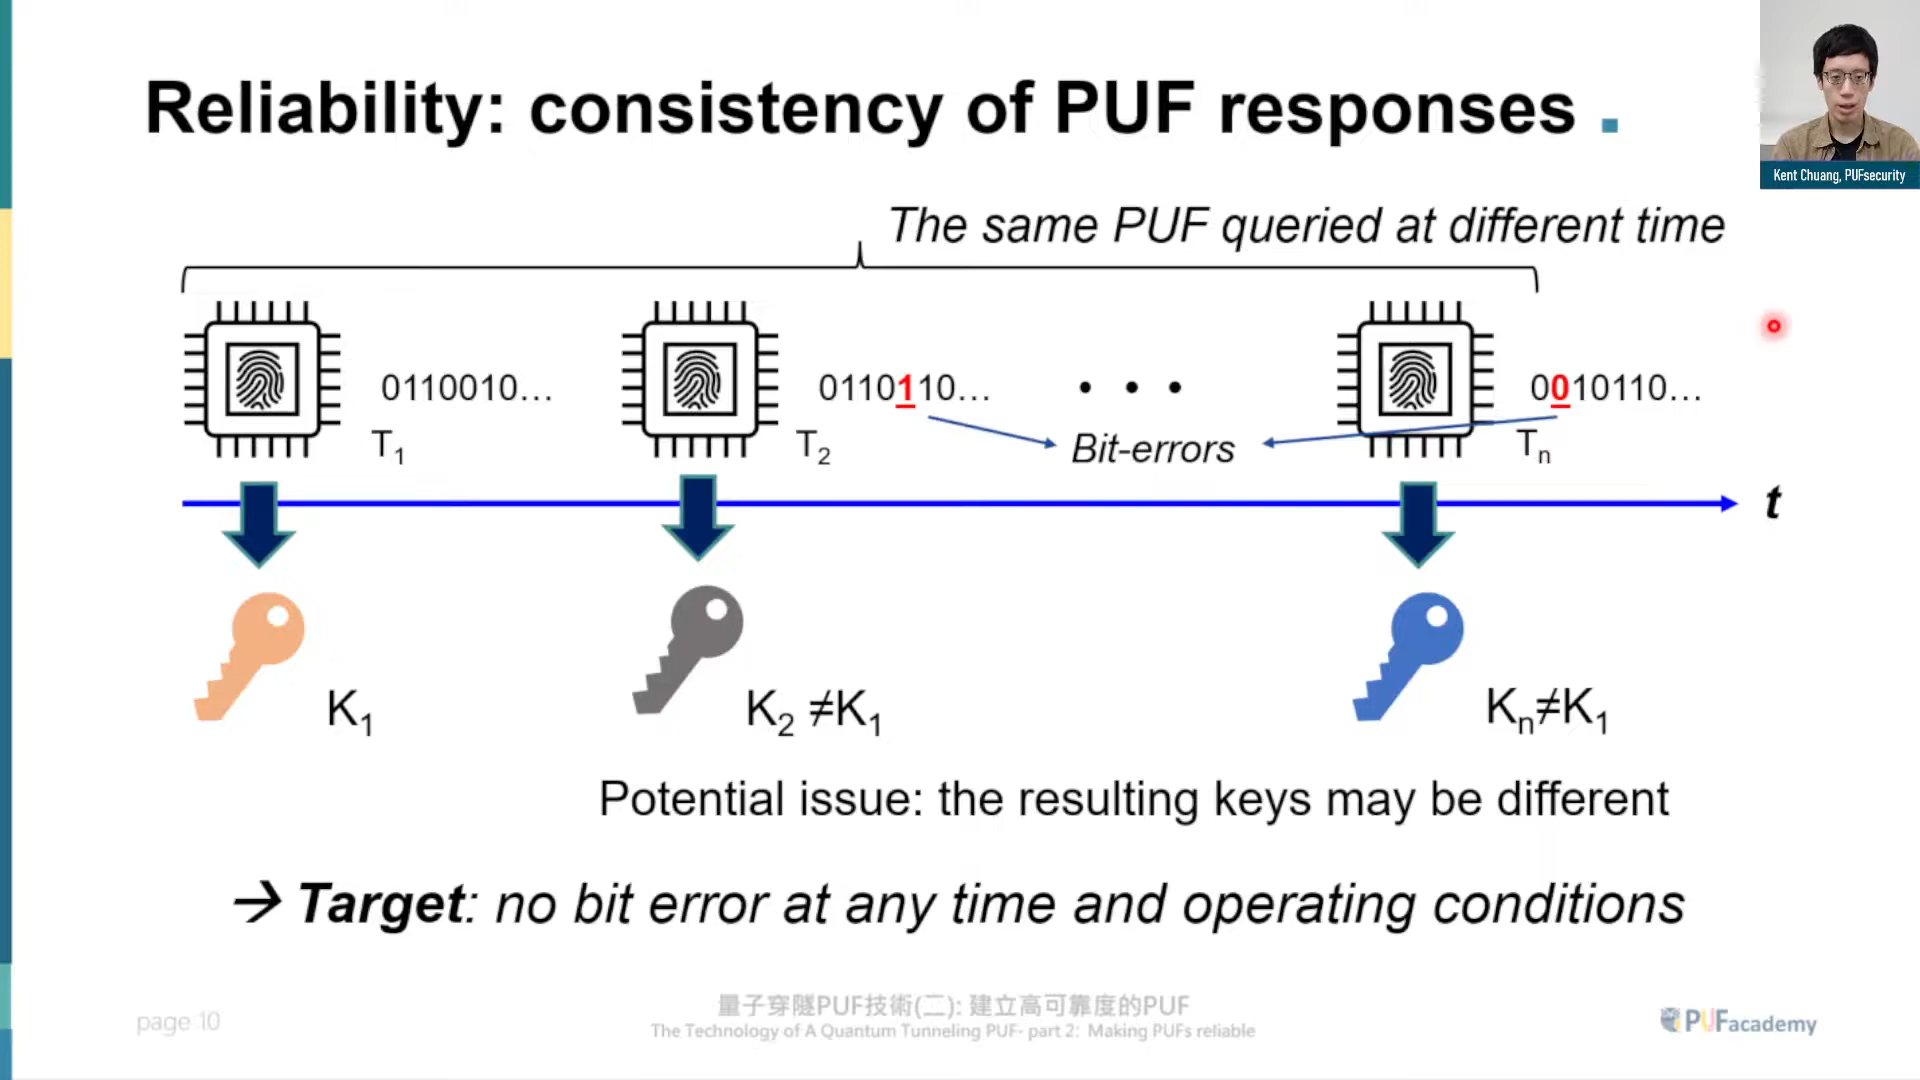 Reliability: consistency of PUF responses .
Kent Chuang, PUFsecurity
The same PUF queried at different time
0110010...
0110110...
• • •
0010110...
T1
T2
Bit-errors
Tn
t
K1
K2 ≠K1
Kn≠K1
Potential issue: the resulting keys may be different
→ Target: no bit error at any time and operating conditions
page 10
量子穿隧PUF技術(二): 建立高可靠度的PUF
The Technology of A Quantum Tunneling PUF- part 2: Making PUFs reliable
PUFacademy